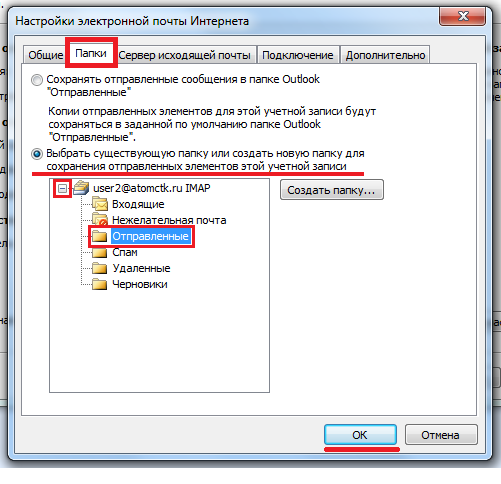 Настройки электронной почты Интернета
Общие Папки Сервер исходящей почты Подключение Дополнительно
Сохранять отправленные сообщения в папке Outlook
"Отправленные"
Копии отправленных элементов для этой учетной записи будут
сохраняться в заданной по умолчанию папке Outlook
"Отправленные".
Выбрать существующую папку или создать новую папку для
сохранения отправленных элементов этой учетной записи
user2@atomctk.ru IMAP
Создать папку...
Входящие
Нежелательная почта
Отправленные
Спам
Удаленные
Черновики
ОК
Отмена